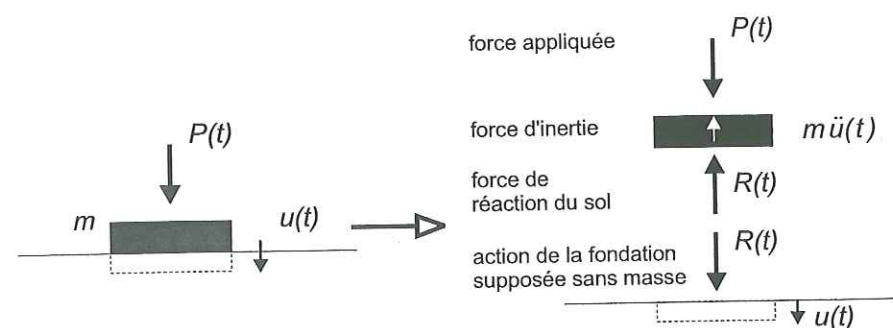 P(t)
m
u(t)
force appliquée
P(t)
force d'inertie
mü(t)
force de
réaction du sol
R(t)
action de la fondation
supposée sans masse
R(t)
u(t)